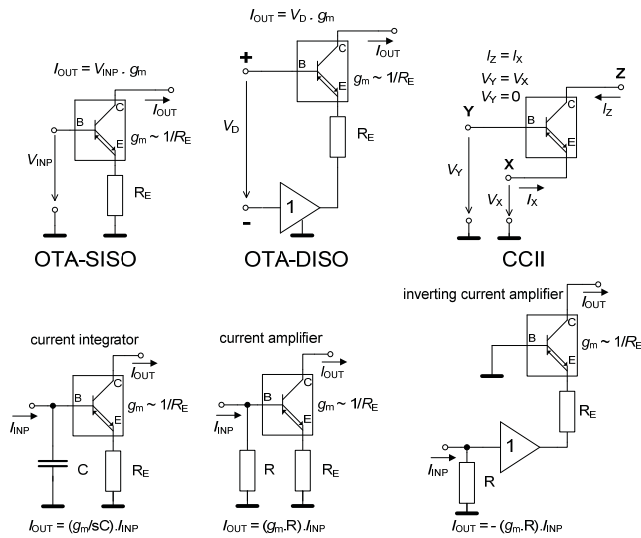 I_OUT = V_INP . g_m
C
B
E
I_OUT
g_m ~ 1/R_E
V_INP
R_E
OTA-SISO
I_OUT = V_D . g_m
+
C
B
E
I_OUT
g_m ~ 1/R_E
V_D
R_E
1
-
OTA-DISO
I_Z = I_X
V_Y = V_X
V_Y = 0
Z
C
B
E
I_Z
Y
X
V_Y
V_X
I_X
CCII
current integrator
I_OUT
C
B
E
g_m ~ 1/R_E
I_INP
C
R_E
I_OUT = (g_m/sC).I_INP
current amplifier
I_OUT
C
B
E
g_m ~ 1/R_E
I_INP
R
R_E
I_OUT = (g_m.R).I_INP
inverting current amplifier
I_OUT
C
B
E
g_m ~ 1/R_E
R_E
1
I_INP
R
I_OUT = - (g_m.R).I_INP